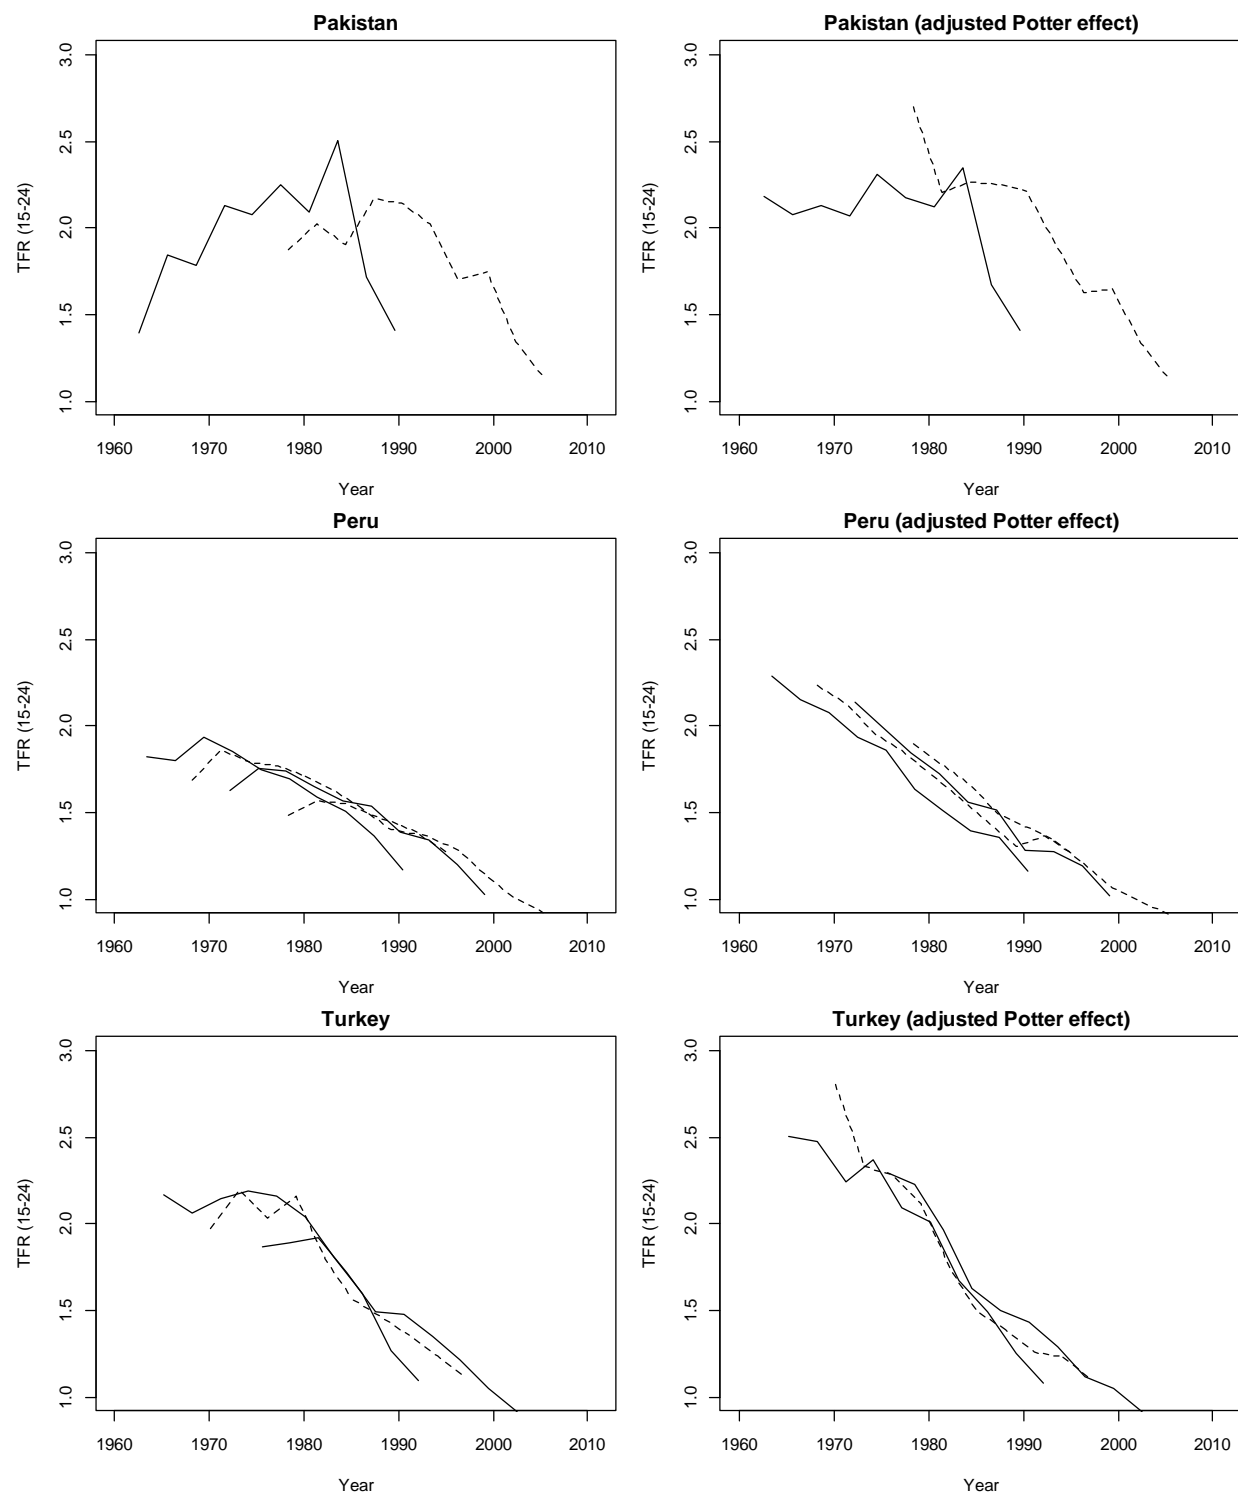 Pakistan
TFR (15-24)
3.0
2.5
2.0
1.5
1.0
1960 1970 1980 1990 2000 2010
Year
Pakistan (adjusted Potter effect)
TFR (15-24)
3.0
2.5
2.0
1.5
1.0
1960 1970 1980 1990 2000 2010
Year
Peru
TFR (15-24)
3.0
2.5
2.0
1.5
1.0
1960 1970 1980 1990 2000 2010
Year
Peru (adjusted Potter effect)
TFR (15-24)
3.0
2.5
2.0
1.5
1.0
1960 1970 1980 1990 2000 2010
Year
Turkey
TFR (15-24)
3.0
2.5
2.0
1.5
1.0
1960 1970 1980 1990 2000 2010
Year
Turkey (adjusted Potter effect)
TFR (15-24)
3.0
2.5
2.0
1.5
1.0
1960 1970 1980 1990 2000 2010
Year